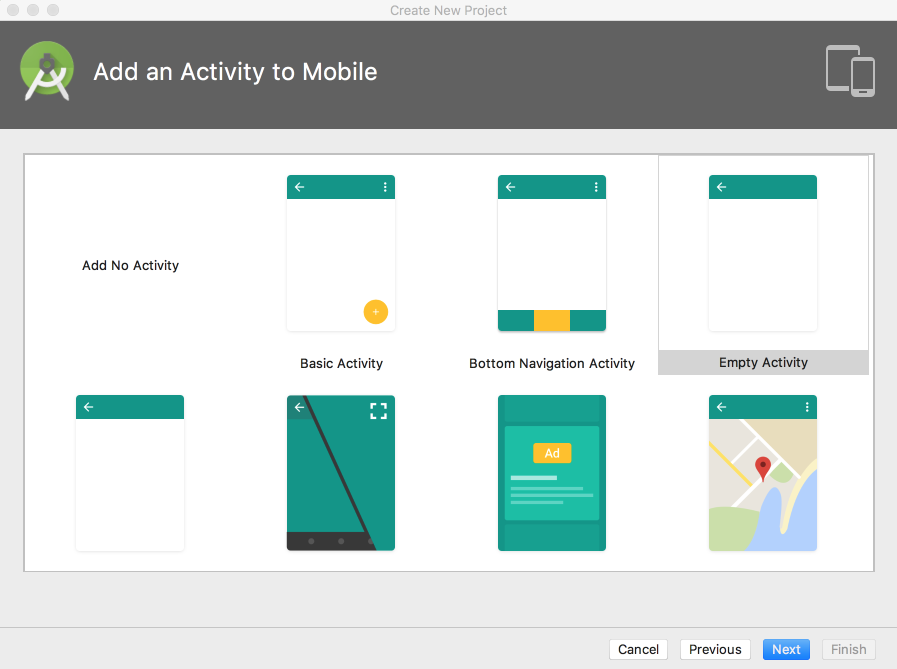 Create New Project
Add an Activity to Mobile
Add No Activity
Basic Activity
Bottom Navigation Activity
Empty Activity
Ad
Cancel
Previous
Next
Finish